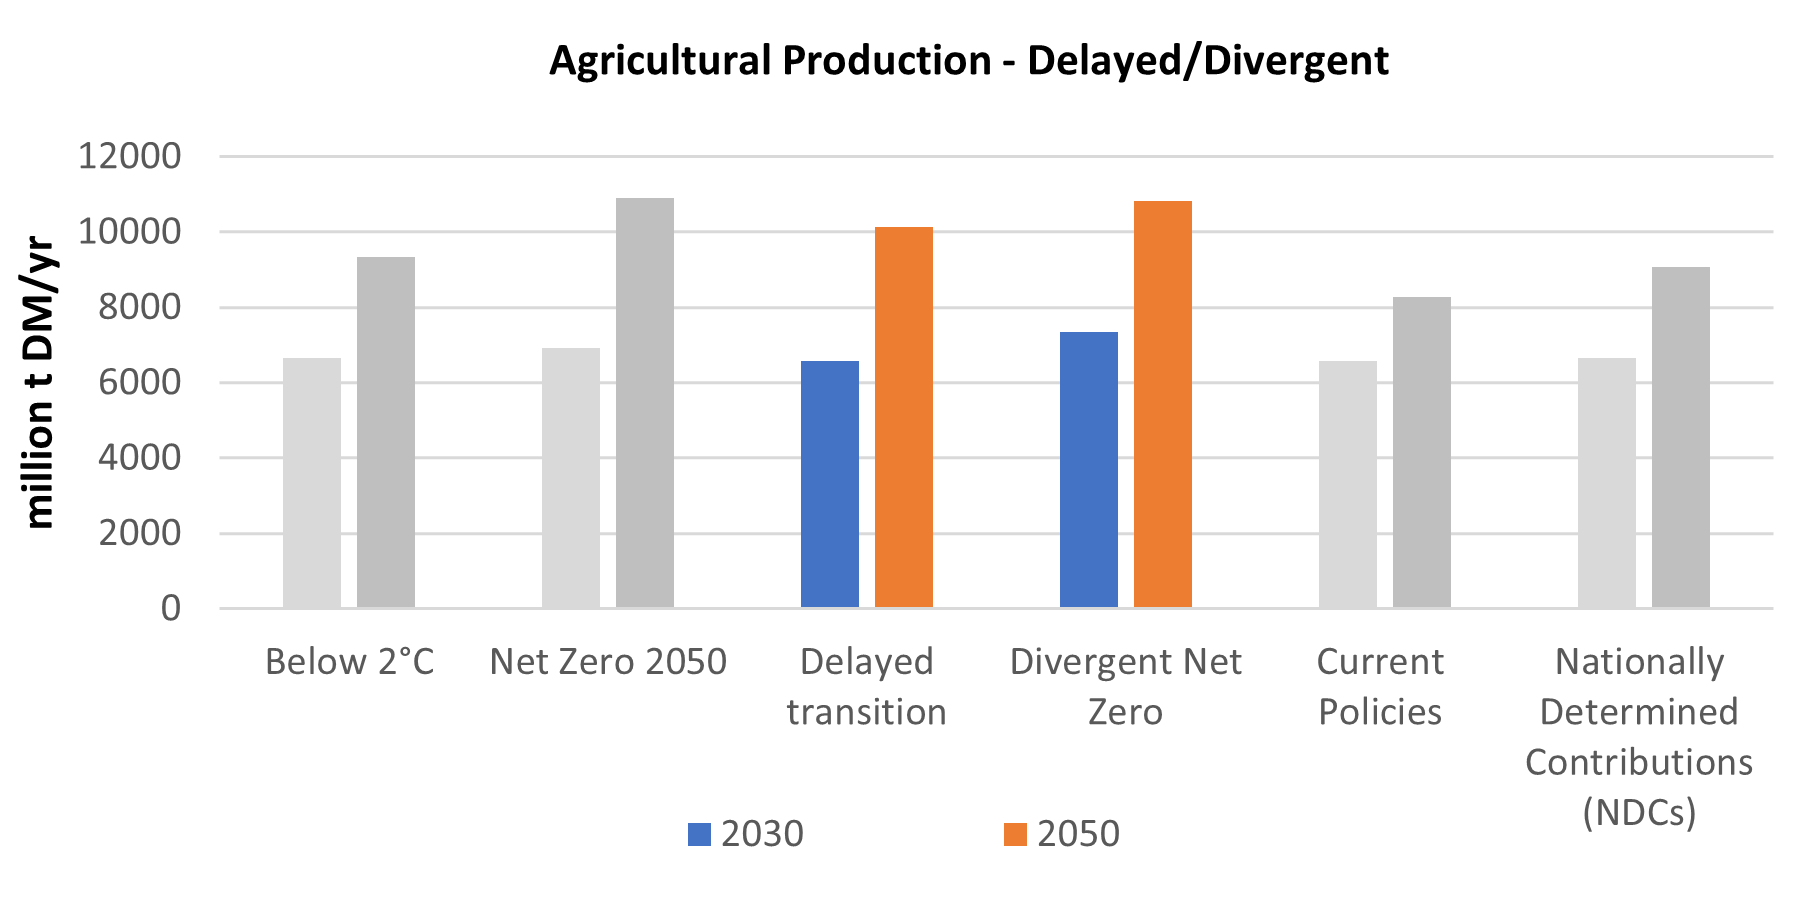 Agricultural Production - Delayed/Divergent
million t DM/yr
12000
10000
8000
6000
4000
2000
0
Below 2°C
Net Zero 2050
Delayed
transition
Divergent Net
Zero
Current
Policies
Nationally
Determined
Contributions
(NDCs)
2030
2050